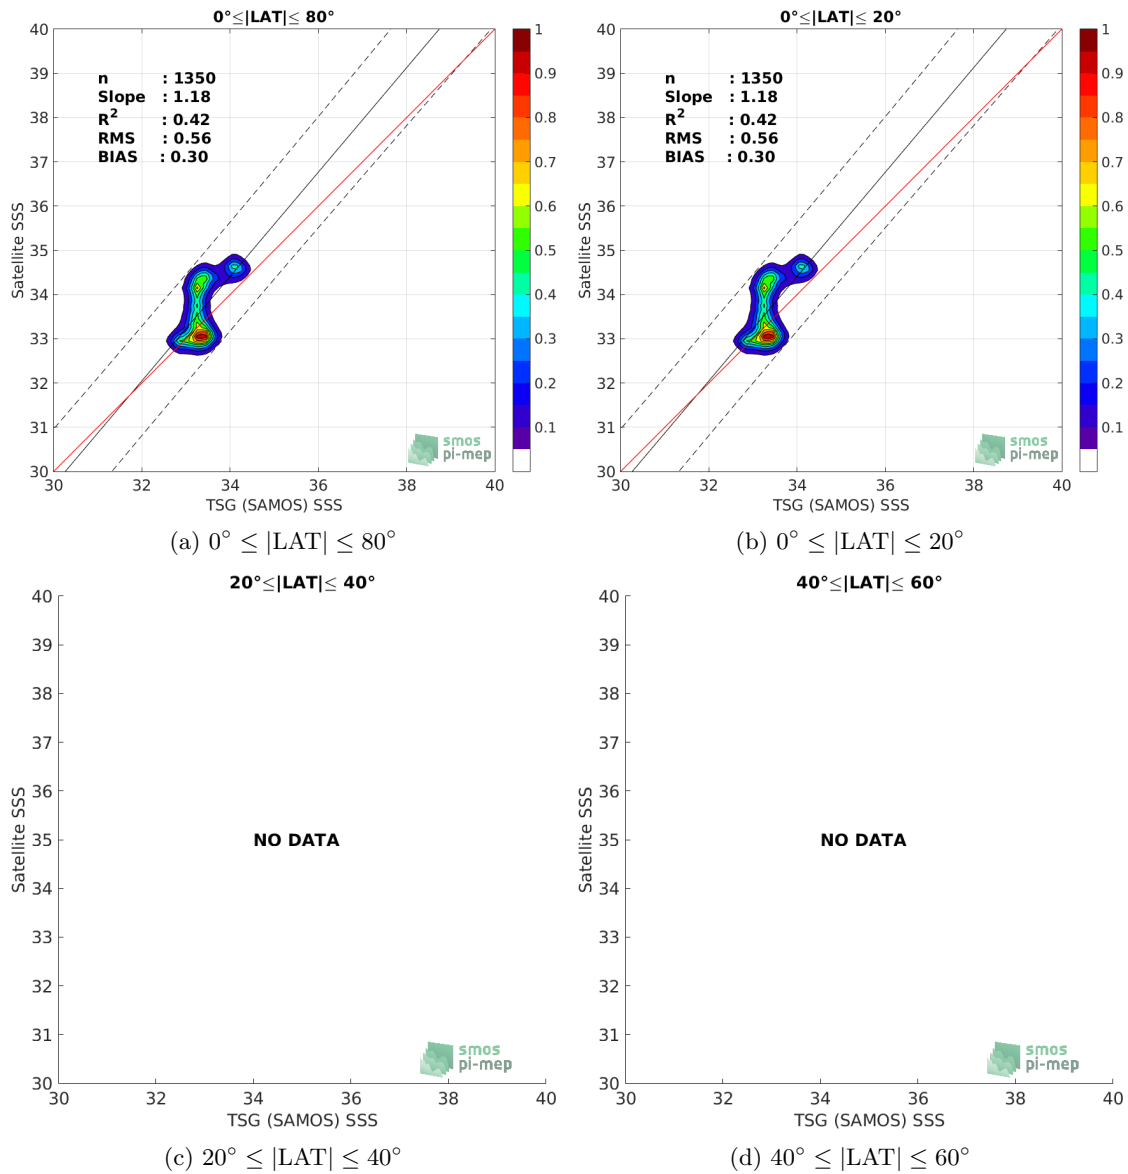 0°≤|LAT|≤ 80°
40
39
38
37
36
35
34
33
32
31
30
30
32
34
36
38
40
Satellite SSS
TSG (SAMOS) SSS
n : 1350
Slope : 1.18
R² : 0.42
RMS : 0.56
BIAS : 0.30
1
0.9
0.8
0.7
0.6
0.5
0.4
0.3
0.2
0.1
smos
pi-mep
(a) 0° ≤ |LAT| ≤ 80°
0°≤|LAT|≤ 20°
40
39
38
37
36
35
34
33
32
31
30
30
32
34
36
38
40
Satellite SSS
TSG (SAMOS) SSS
n : 1350
Slope : 1.18
R² : 0.42
RMS : 0.56
BIAS : 0.30
1
0.9
0.8
0.7
0.6
0.5
0.4
0.3
0.2
0.1
smos
pi-mep
(b) 0° ≤ |LAT| ≤ 20°
20°≤|LAT|≤ 40°
40
39
38
37
36
35
34
33
32
31
30
30
32
34
36
38
40
Satellite SSS
TSG (SAMOS) SSS
NO DATA
smos
pi-mep
(c) 20° ≤ |LAT| ≤ 40°
40°≤|LAT|≤ 60°
40
39
38
37
36
35
34
33
32
31
30
30
32
34
36
38
40
Satellite SSS
TSG (SAMOS) SSS
NO DATA
smos
pi-mep
(d) 40° ≤ |LAT| ≤ 60°